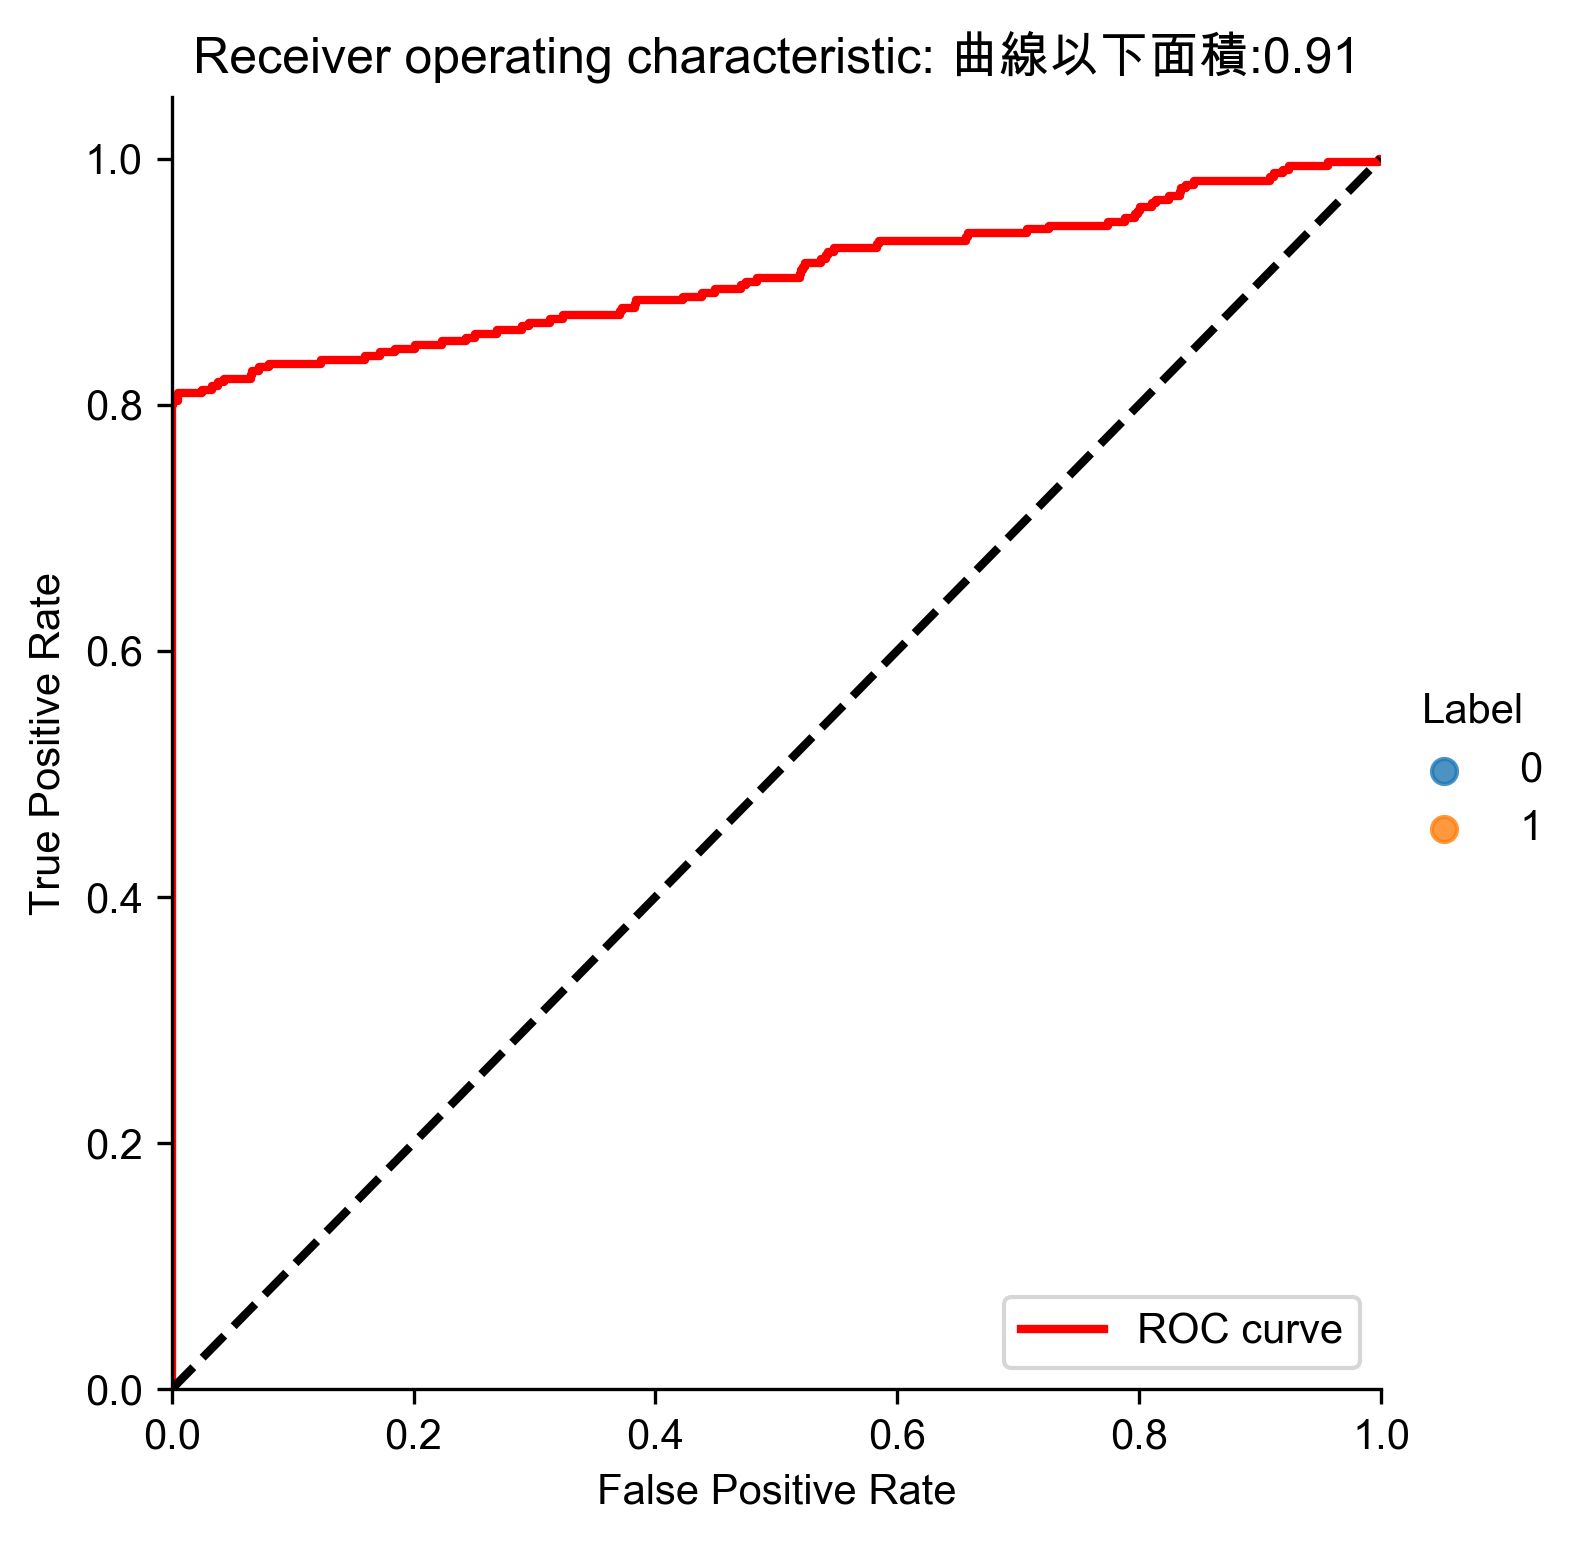 Receiver operating characteristic: 曲線以下面積:0.91
1.0
0.8
0.6
0.4
0.2
0.0
True Positive Rate
0.0 0.2 0.4 0.6 0.8 1.0
False Positive Rate
ROC curve
Label
0
1